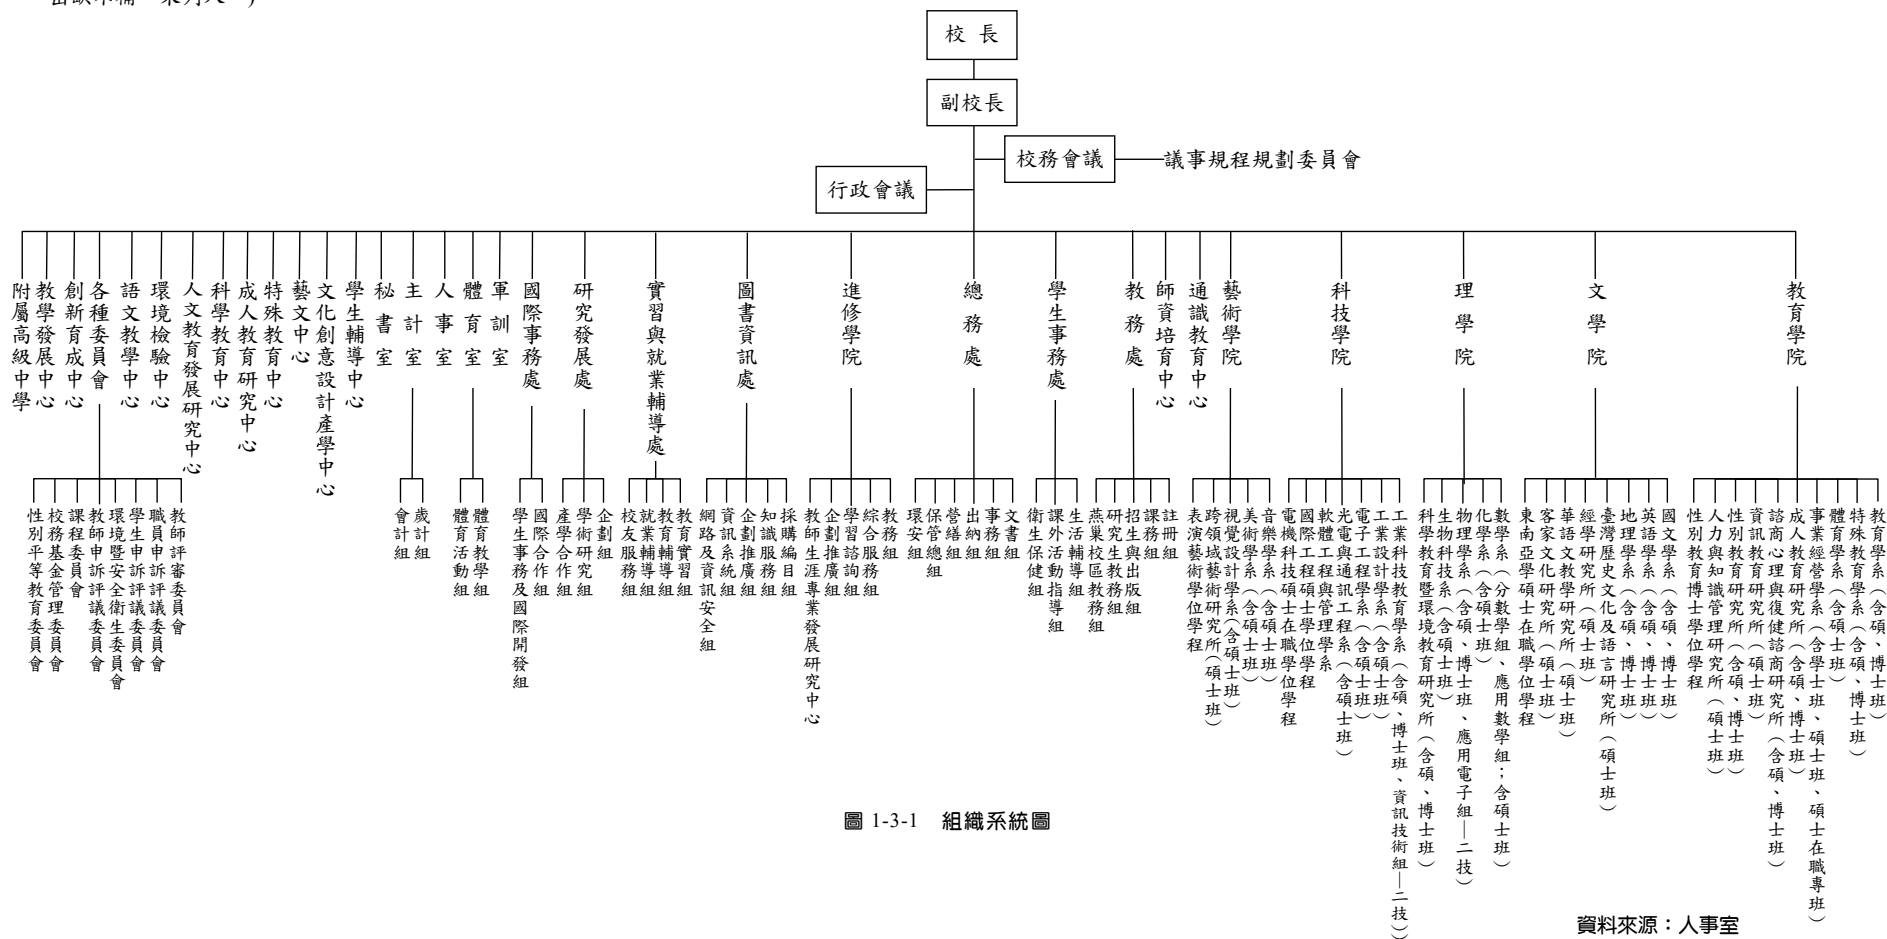 校 長
副校長
校務會議
議事規程規劃委員會
行政會議
附屬高級中學
教學發展中心
創新育成中心
各種委員會
語文教學中心
環境檢驗中心
人文教育發展研究中心
科學教育中心
成人教育研究中心
特殊教育中心
藝文中心
文化創意設計產學中心
學生輔導中心
秘書室
主計室
人事室
體育室
軍訓室
國際事務處
研究發展處
實習與就業輔導處
圖書資訊處
進修學院
總務處
學生事務處
教務處
師資培育中心
通識教育中心
藝術學院
科技學院
理學院
文學院
教育學院
性別平等教育委員會
校務基金管理委員會
課程委員會
教師申訴評議委員會
環境暨安全衛生委員會
學生申訴評議委員會
職員申訴評議委員會
教師評審委員會
會計組
歲計組
體育活動組
體育教學組
學生事務及國際開發組
國際合作組
產學合作組
學術研究組
企劃組
校友服務組
就業輔導組
教育輔導組
教育實習組
網路及資訊安全組
資訊系統組
企劃推廣組
知識服務組
採購編目組
教師生涯專業發展研究中心
企劃推廣組
學習諮詢組
綜合服務組
教務組
環安組
保管組
營繕組
出納組
事務組
文書組
衛生保健組
課外活動指導組
生活輔導組
燕巢校區教務組
研究生教務組
招生與出版組
課務組
註冊組
表演藝術學位學程
跨領域藝術研究所(碩士班)
視覺設計學系(含碩士班)
美術學系(含碩士班)
音樂學系(含碩士班)
電機科技碩士在職學位學程
國際工程碩士學位學程
軟體工程與管理學系
光電與通訊工程系(含碩士班)
電子工程學系(含碩士班)
工業設計學系(含碩士班)
工業科技教育學系(含碩、博士班、資訊技術組—二技)
科學教育暨環境教育研究所(含碩、博士班)
生物科技系(含碩士班)
物理學系(含碩、博士班、應用電子組—二技)
化學系(含碩士班)
數學系(分數學組、應用數學組；含碩士班)
東南亞學碩士在職學位學程
客家文化研究所(碩士班)
華語文教學研究所(碩士班)
經學研究所(碩士班)
臺灣歷史文化及語言研究所(碩士班)
地理學系(含碩、博士班)
英語學系(含碩、博士班)
國文學系(含碩、博士班)
性別教育博士學位學程
人力與知識管理研究所(碩士班)
性別教育研究所(含碩、博士班)
資訊教育研究所(碩士班)
諮商心理與復健諮商研究所(含碩、博士班)
成人教育研究所(含碩、博士班)
事業經營學系(含學士班、碩士班、碩士在職專班)
體育學系(含碩士班)
特殊教育學系(含碩、博士班)
教育學系(含碩、博士班)
圖 1-3-1 組織系統圖
資料來源：人事室